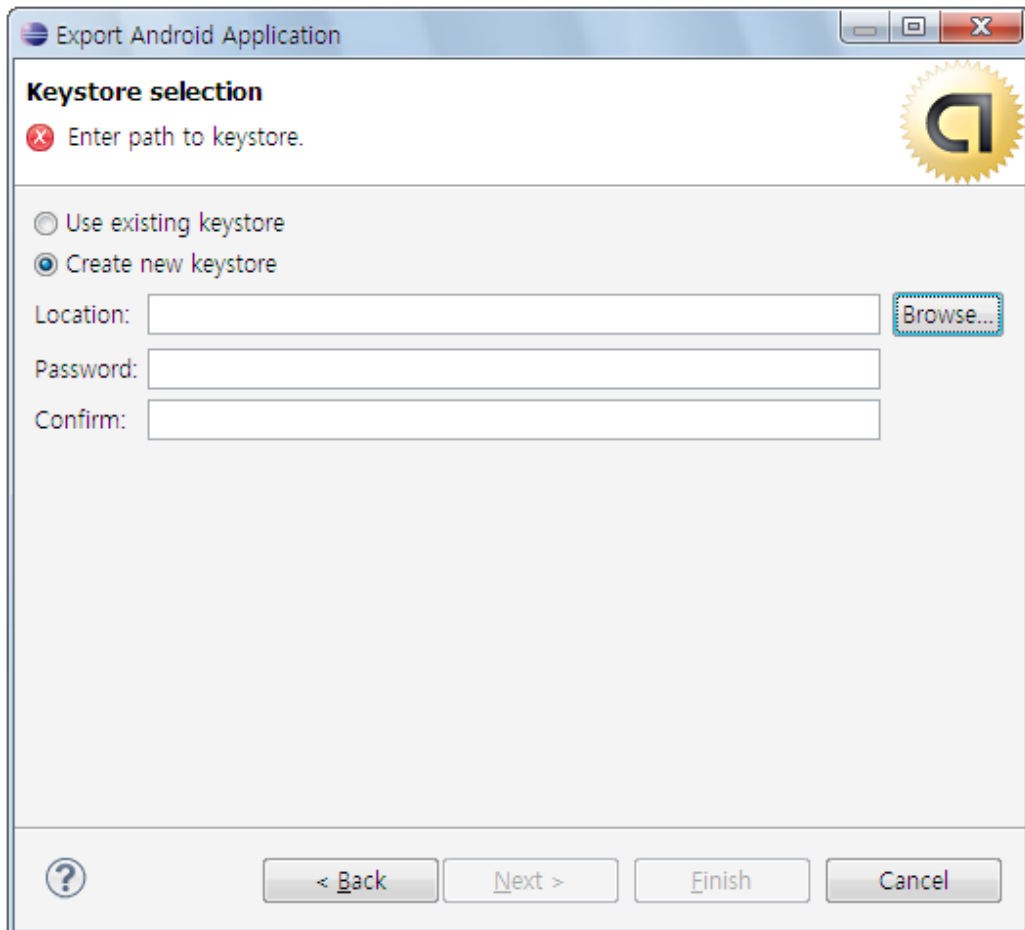 Export Android Application
Keystore selection
Enter path to keystore.
Use existing keystore
Create new keystore
Location:
Browse...
Password:
Confirm:
?
< Back
Next >
Finish
Cancel